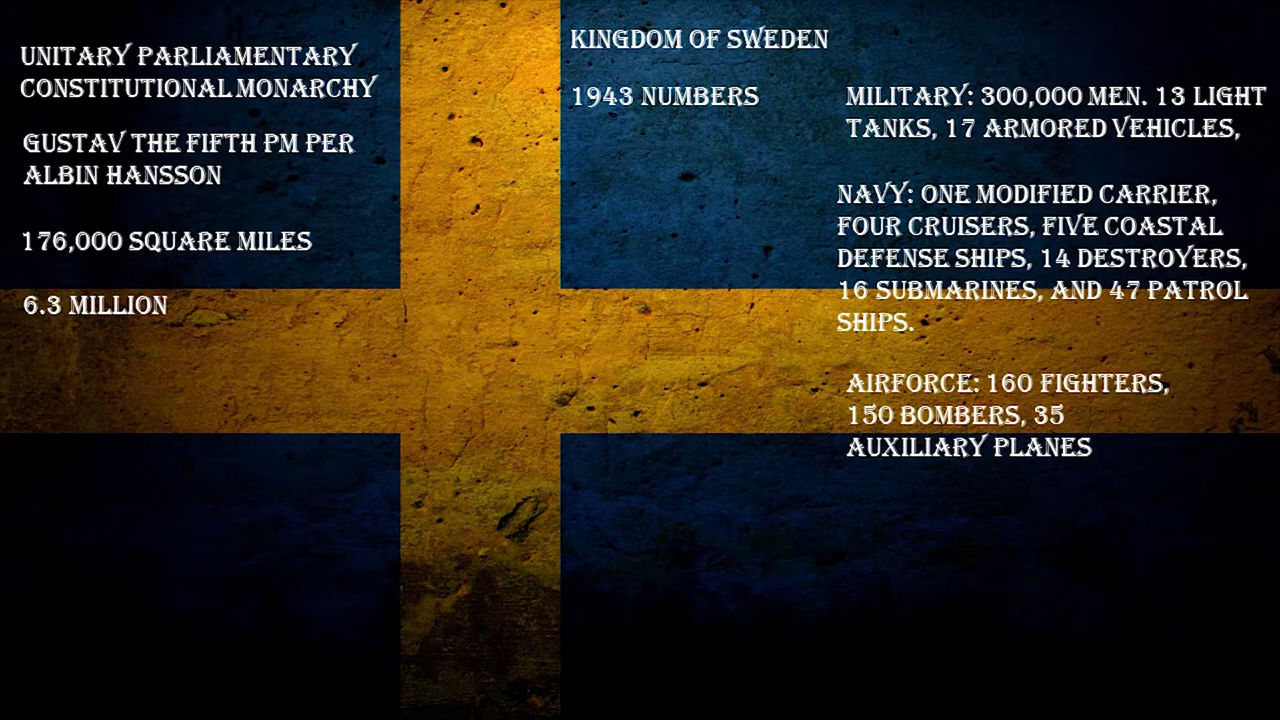 UNITARY PARLIAMENTARY
CONSTITUTIONAL MONARCHY
GUSTAV THE FIFTH PM PER
ALBIN HANSSON
176,000 SQUARE MILES
6.3 MILLION
KINGDOM OF SWEDEN
1943 NUMBERS
MILITARY: 300,000 MEN. 13 LIGHT
TANKS, 17 ARMORED VEHICLES,
NAVY: ONE MODIFIED CARRIER,
FOUR CRUISERS, FIVE COASTAL
DEFENSE SHIPS, 14 DESTROYERS,
16 SUBMARINES, AND 47 PATROL
SHIPS.
AIRFORCE: 160 FIGHTERS,
150 BOMBERS, 35
AUXILIARY PLANES